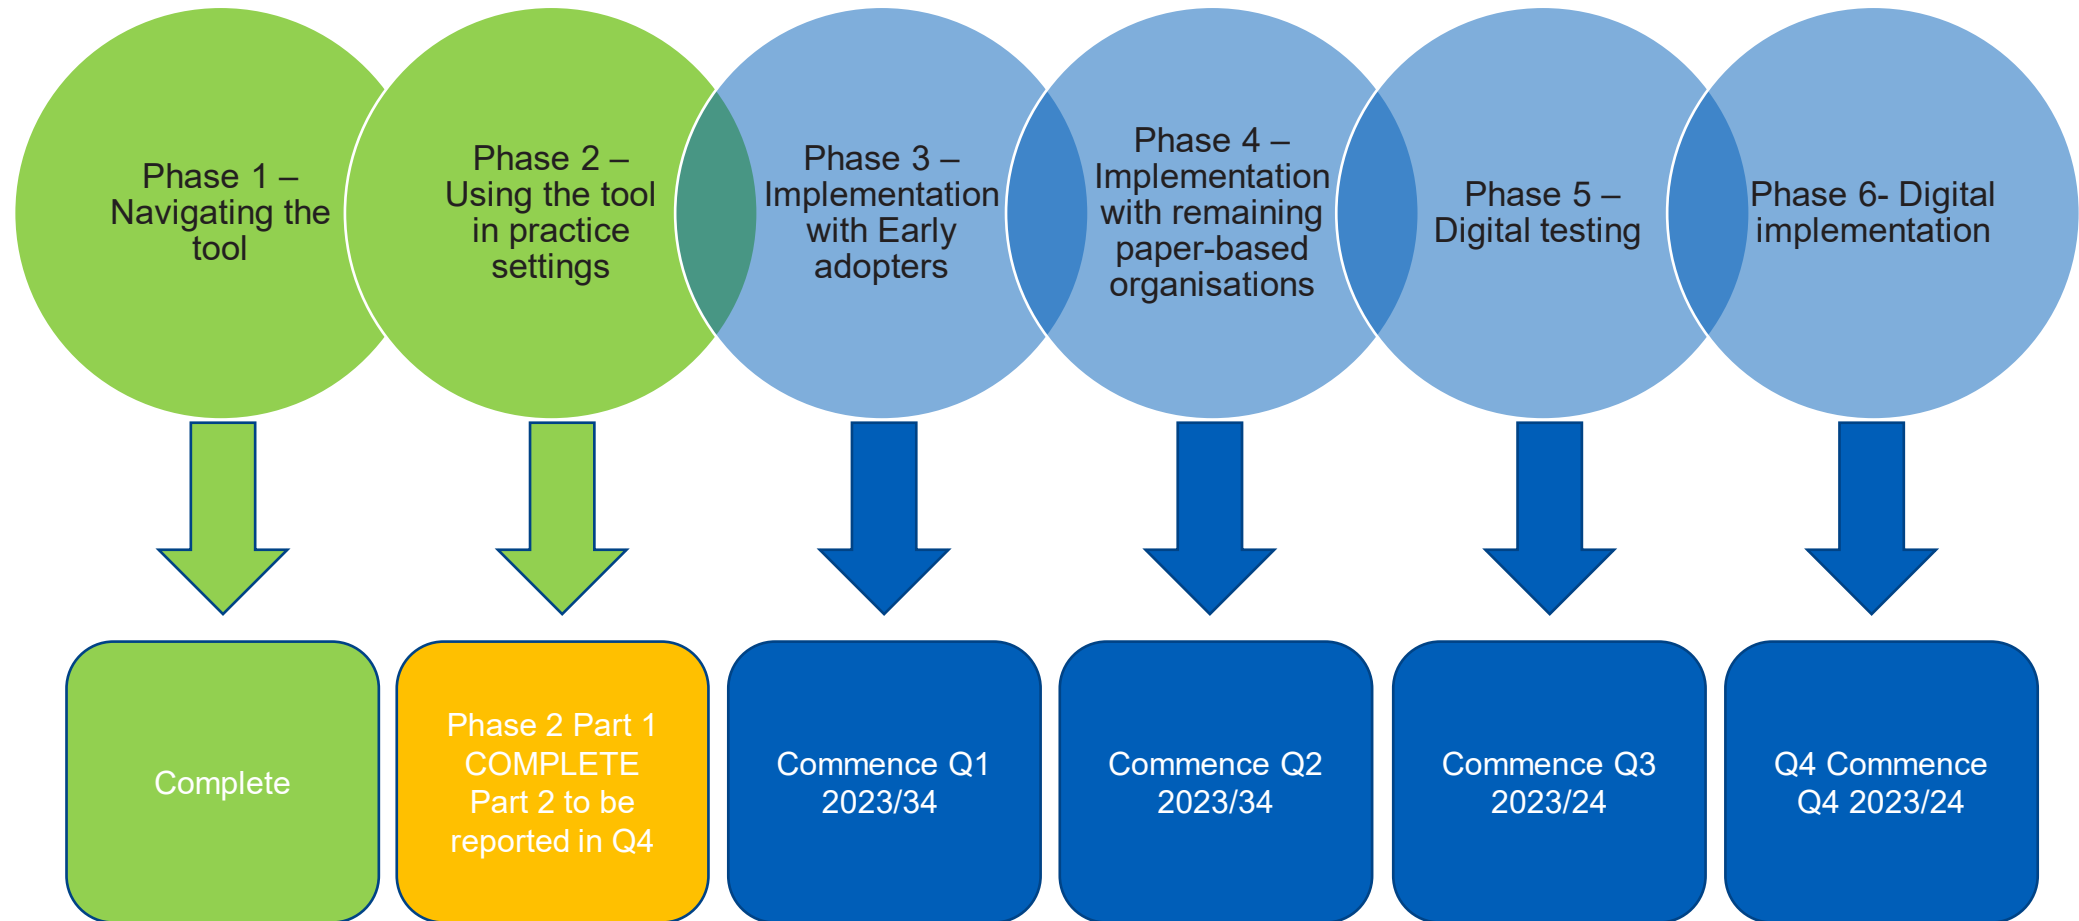 Phase 1 –
Navigating the
tool
Phase 2 –
Using the tool
in practice
settings
Phase 3 –
Implementation
with Early
adopters
Phase 4 –
Implementation
with remaining
paper-based
organisations
Phase 5 –
Digital testing
Phase 6- Digital
implementation
Complete
Phase 2 Part 1
COMPLETE
Part 2 to be
reported in Q4
Commence Q1
2023/34
Commence Q2
2023/34
Commence Q3
2023/24
Q4 Commence
Q4 2023/24